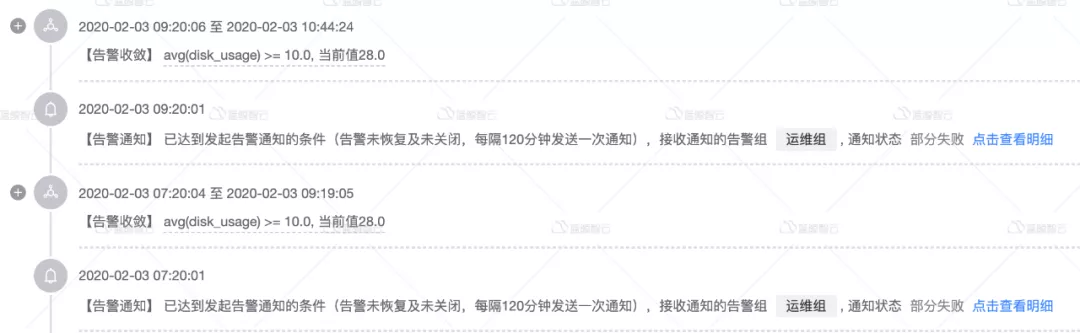 2020-02-03 09:20:06 至 2020-02-03 10:44:24
【告警收敛】 avg(disk_usage) >= 10.0, 当前值28.0
2020-02-03 09:20:01
【告警通知】 已达到发起告警通知的条件（告警未恢复及未关闭，每隔120分钟发送一次通知），接收通知的告警组 运维组 , 通知状态 部分失败 点击查看明细
2020-02-03 07:20:04 至 2020-02-03 09:19:05
【告警收敛】 avg(disk_usage) >= 10.0, 当前值28.0
2020-02-03 07:20:01
【告警通知】 已达到发起告警通知的条件（告警未恢复及未关闭，每隔120分钟发送一次通知），接收通知的告警组 运维组 , 通知状态 部分失败 点击查看明细
蓝鲸智云